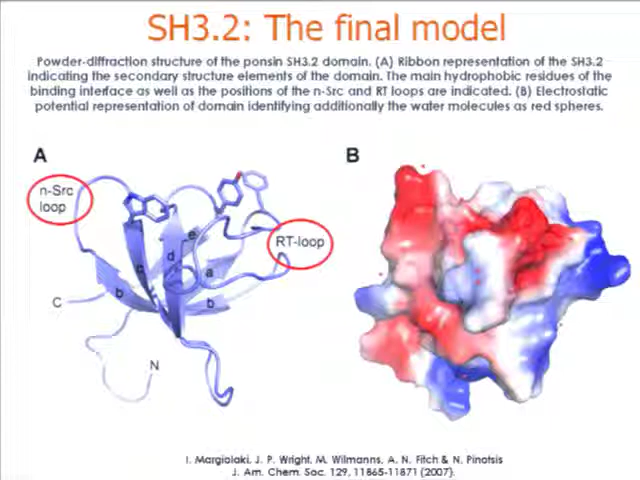 SH3.2: The final model
Powder-diffraction structure of the ponsin SH3.2 domain. (A) Ribbon representation of the SH3.2
indicating the secondary structure elements of the domain. The main hydrophobic residues of the
binding interface as well as the positions of the n-Src and RT loops are indicated. (B) Electrostatic
potential representation of domain identifying additionally the water molecules as red spheres.
A
B
n-Src
loop
RT-loop
e
d
c
a
b
b
C
N
I. Margiolaki, J. P. Wright, M. Wilmanns, A. N. Fitch & N. Pinotsis
J. Am. Chem. Soc. 129, 11865-11871 (2007).